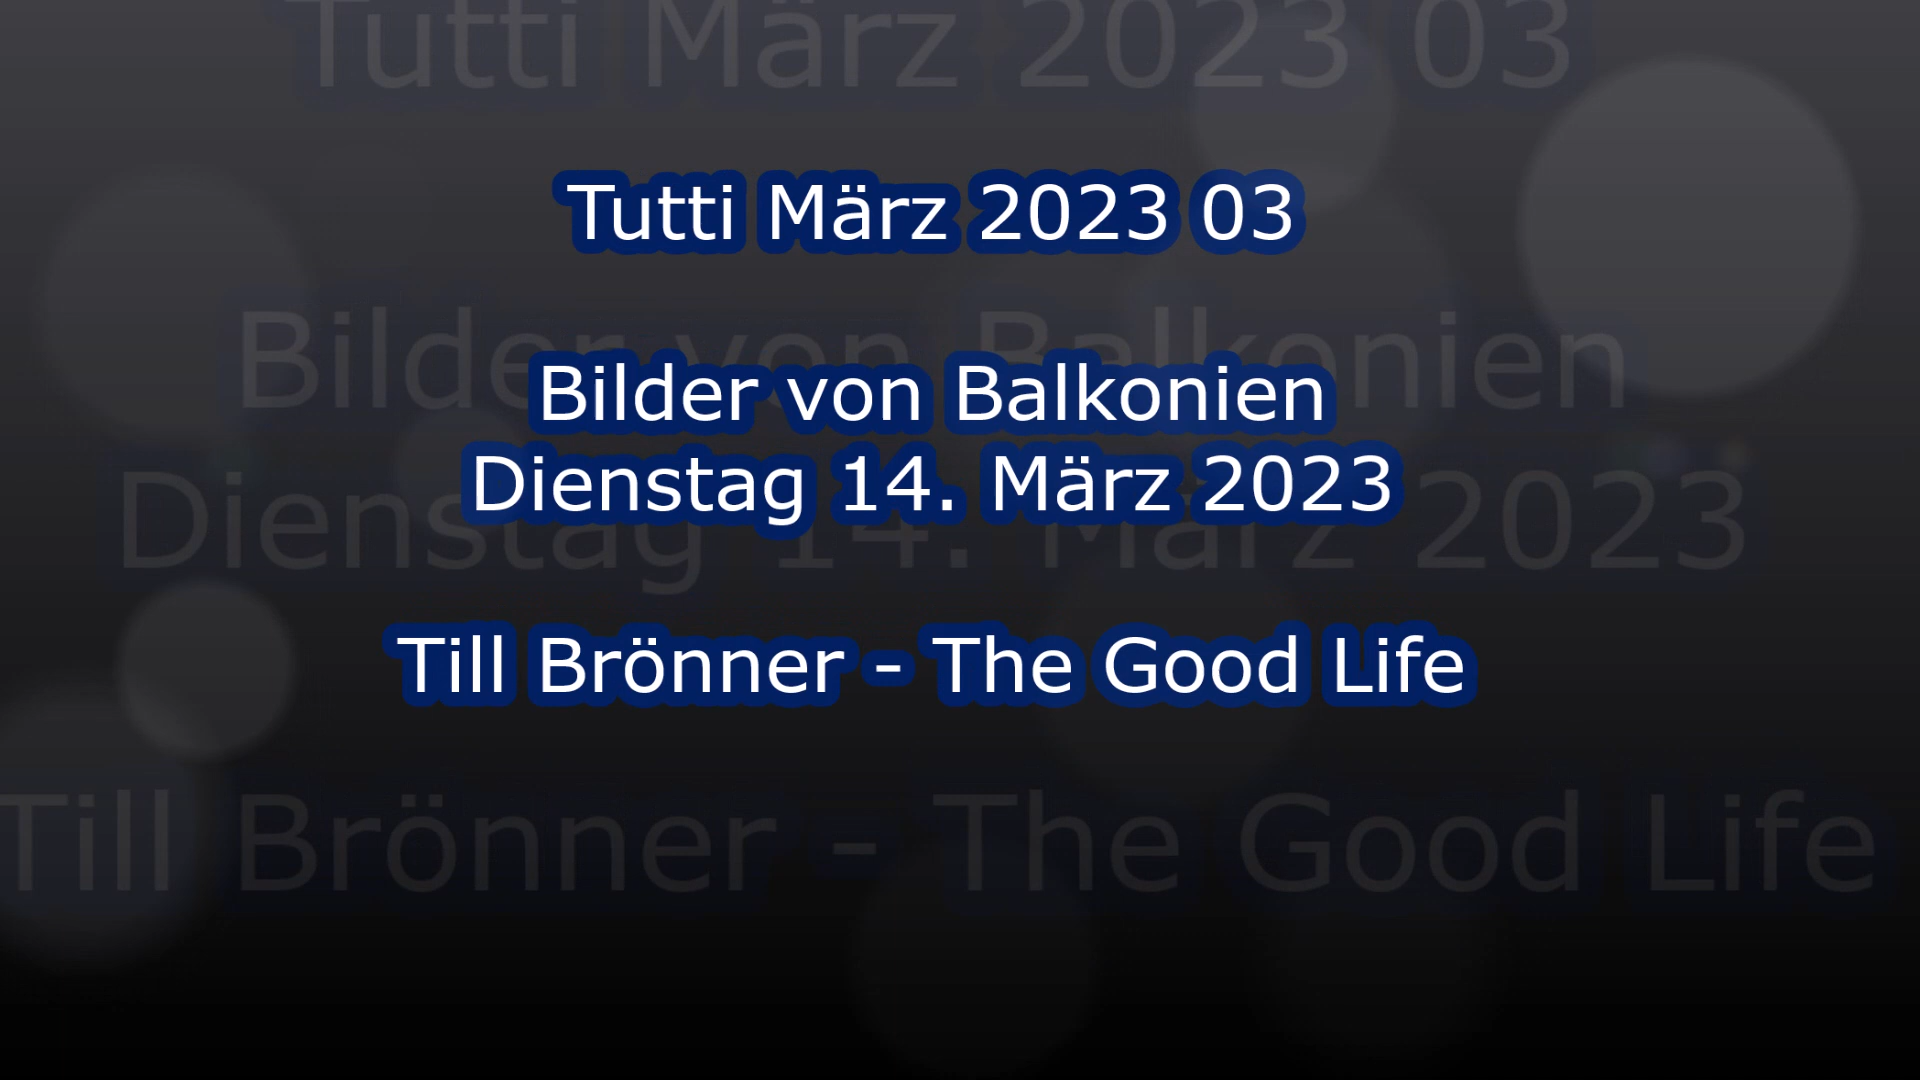 Tutti März 2023 03
Bilder von Balkonien
Dienstag 14. März 2023
Till Brönner - The Good Life